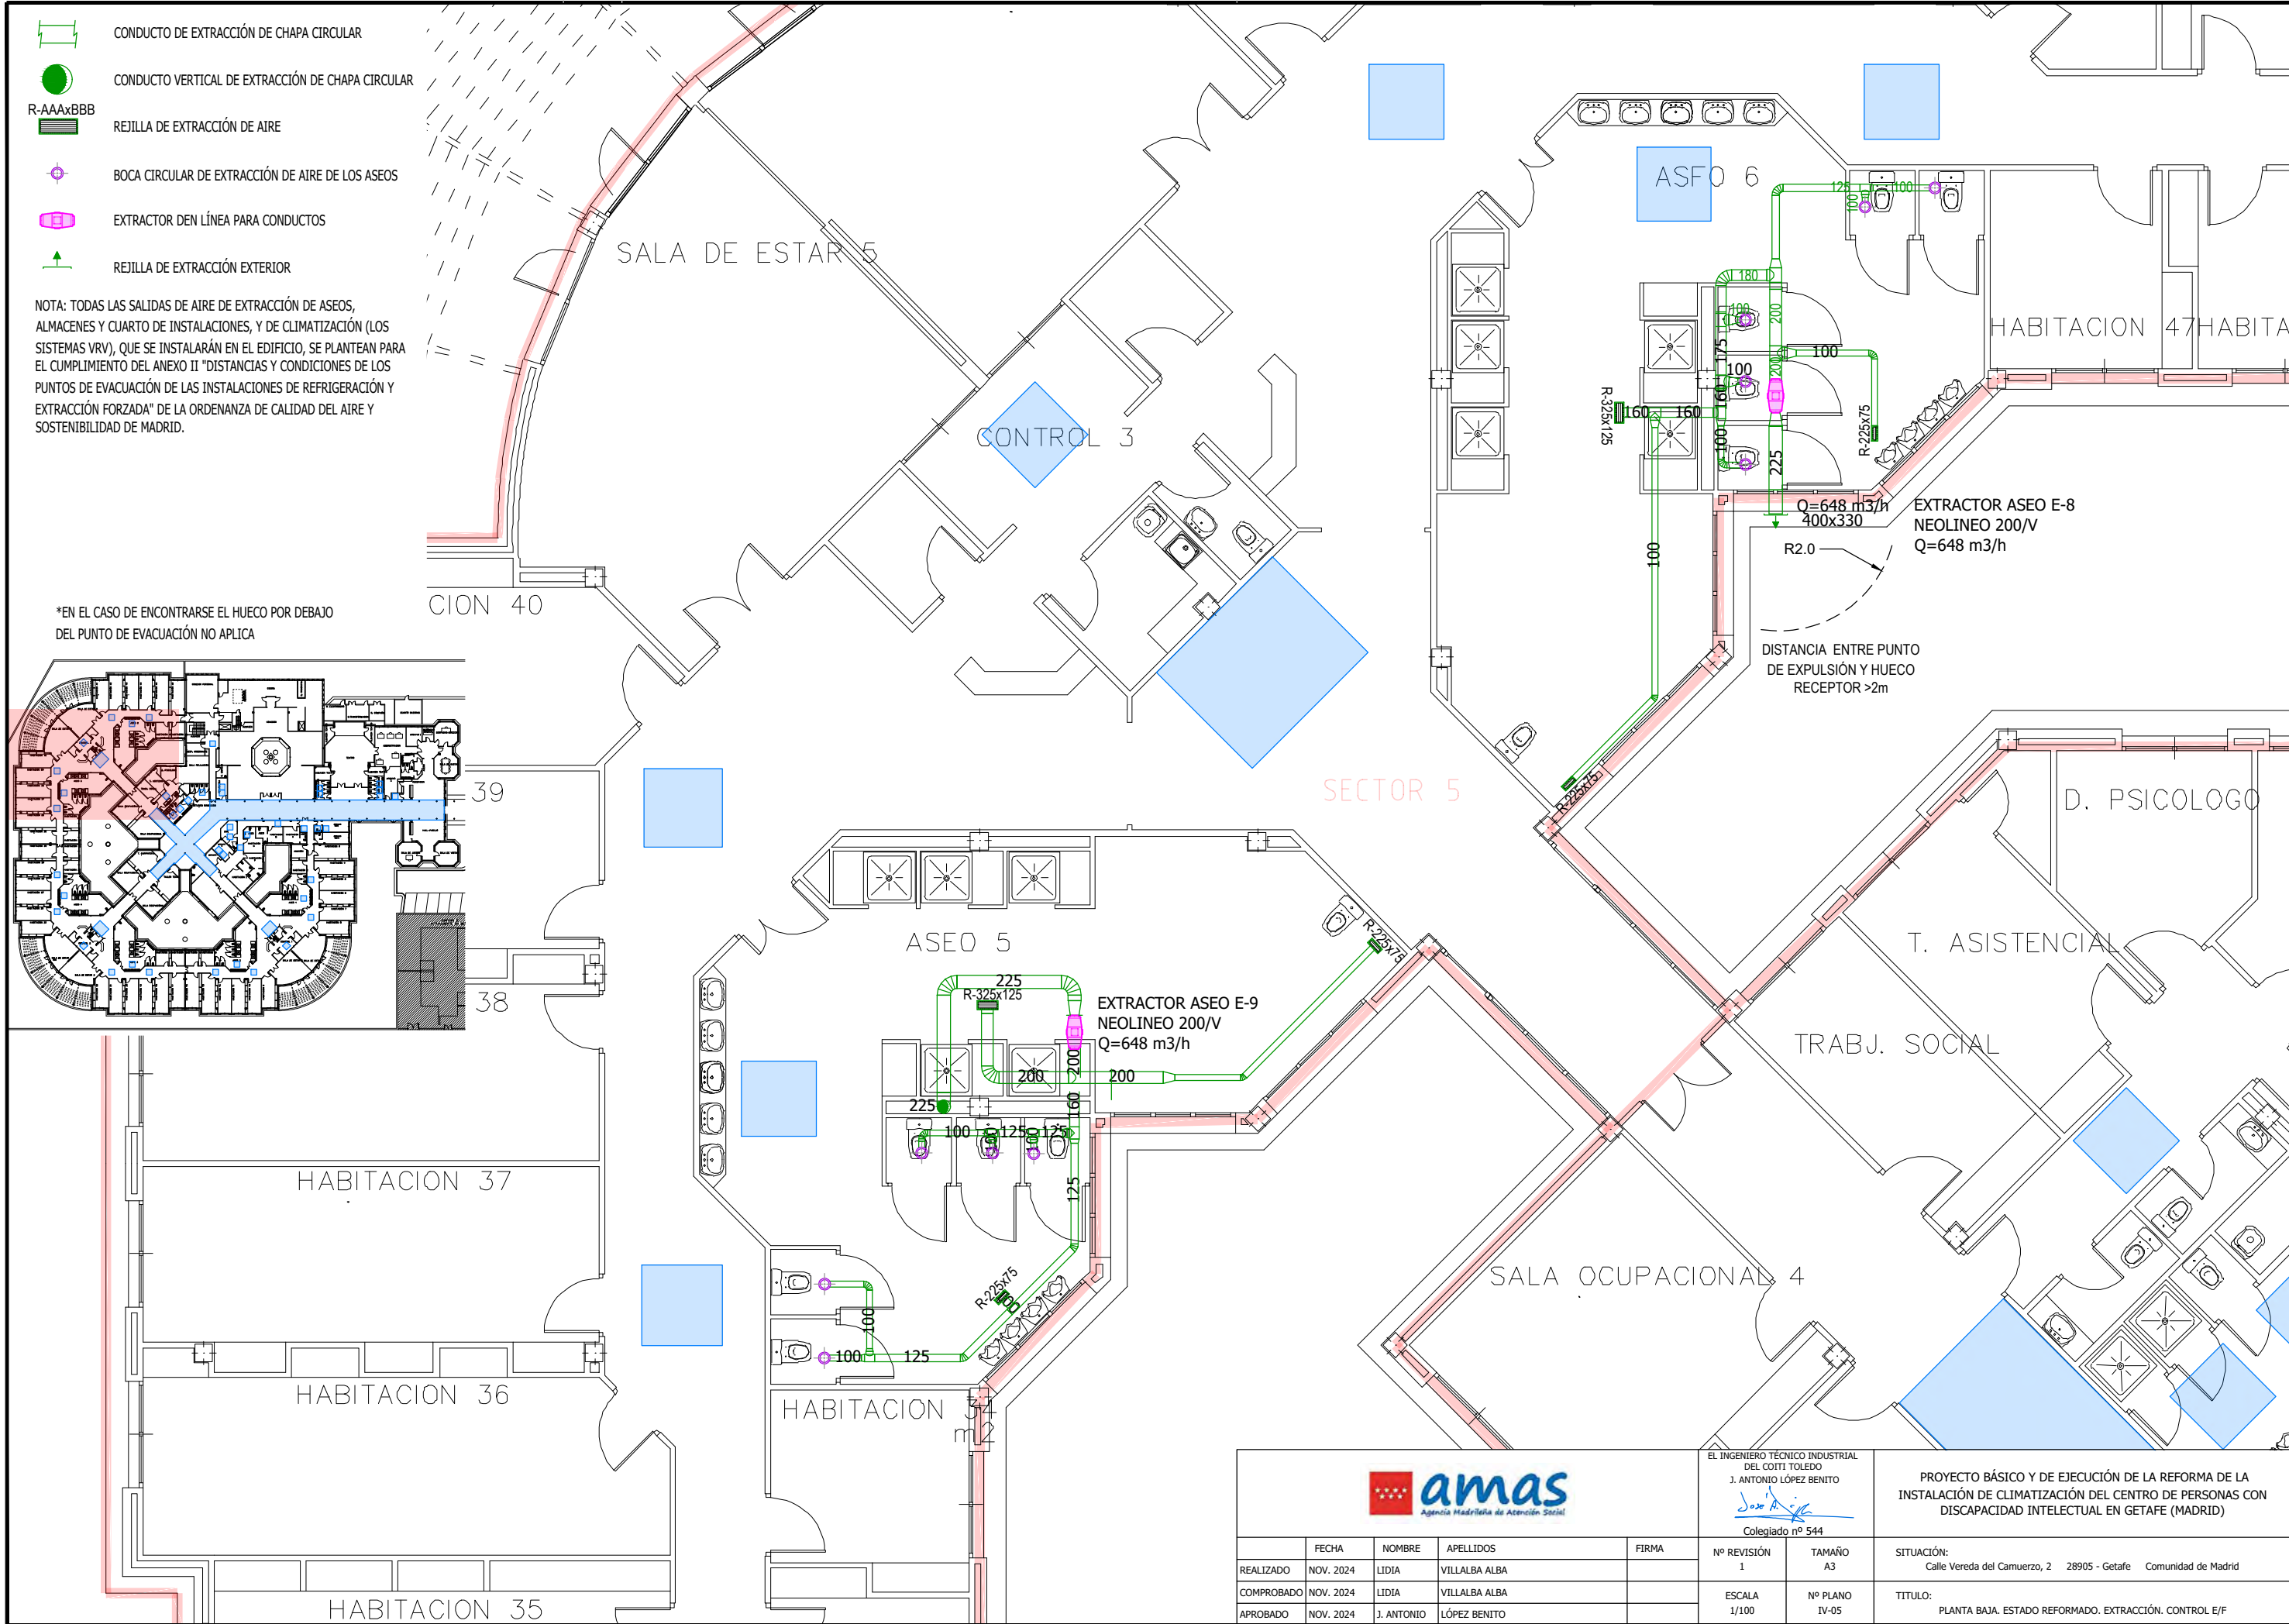 CONDUCTO DE EXTRACCIÓN DE CHAPA CIRCULAR
CONDUCTO VERTICAL DE EXTRACCIÓN DE CHAPA CIRCULAR
R-AAAxBBB
REJILLA DE EXTRACCIÓN DE AIRE
BOCA CIRCULAR DE EXTRACCIÓN DE AIRE DE LOS ASEOS
EXTRACTOR DEN LÍNEA PARA CONDUCTOS
REJILLA DE EXTRACCIÓN EXTERIOR
NOTA: TODAS LAS SALIDAS DE AIRE DE EXTRACCIÓN DE ASEOS,
ALMACENES Y CUARTO DE INSTALACIONES, Y DE CLIMATIZACIÓN (LOS
SISTEMAS VRV), QUE SE INSTALARÁN EN EL EDIFICIO, SE PLANTEAN PARA
EL CUMPLIMIENTO DEL ANEXO II "DISTANCIAS Y CONDICIONES DE LOS
PUNTOS DE EVACUACIÓN DE LAS INSTALACIONES DE REFRIGERACIÓN Y
EXTRACCIÓN FORZADA" DE LA ORDENANZA DE CALIDAD DEL AIRE Y
SOSTENIBILIDAD DE MADRID.
*EN EL CASO DE ENCONTRARSE EL HUECO POR DEBAJO
DEL PUNTO DE EVACUACIÓN NO APLICA
SALA DE ESTAR 5
CONTROL 3
CION 40
39
38
HABITACION 37
HABITACION 36
HABITACION 35
HABITACION 34
m2
ASEO 6
125
100
100
180
100
200
175
200
100
100
160
R-325x125
160
160
100
225
R-225x75
100
R-225x75
Q=648 m3/h
400x330
EXTRACTOR ASEO E-8
NEOLINEO 200/V
Q=648 m3/h
R2.0
DISTANCIA ENTRE PUNTO
DE EXPULSIÓN Y HUECO
RECEPTOR >2m
HABITACION 47
HABITA
SECTOR 5
D. PSICOLOGO
T. ASISTENCIAL
TRABJ. SOCIAL
SALA OCUPACIONAL 4
ASEO 5
225
R-325x125
EXTRACTOR ASEO E-9
NEOLINEO 200/V
Q=648 m3/h
R-225x75
200
200
200
225
160
100
100
125
100
125
125
R-225x75
100
100
100
125
amas
Agencia Madrileña de Atención Social
FECHA NOMBRE APELLIDOS FIRMA
REALIZADO NOV. 2024 LIDIA VILLALBA ALBA
COMPROBADO NOV. 2024 LIDIA VILLALBA ALBA
APROBADO NOV. 2024 J. ANTONIO LÓPEZ BENITO
EL INGENIERO TÉCNICO INDUSTRIAL
DEL COITI TOLEDO
J. ANTONIO LÓPEZ BENITO
Colegiado nº 544
Nº REVISIÓN TAMAÑO
1 A3
ESCALA Nº PLANO
1/100 IV-05
PROYECTO BÁSICO Y DE EJECUCIÓN DE LA REFORMA DE LA
INSTALACIÓN DE CLIMATIZACIÓN DEL CENTRO DE PERSONAS CON
DISCAPACIDAD INTELECTUAL EN GETAFE (MADRID)
SITUACIÓN:
Calle Vereda del Camuerzo, 2 28905 - Getafe Comunidad de Madrid
TITULO:
PLANTA BAJA. ESTADO REFORMADO. EXTRACCIÓN. CONTROL E/F